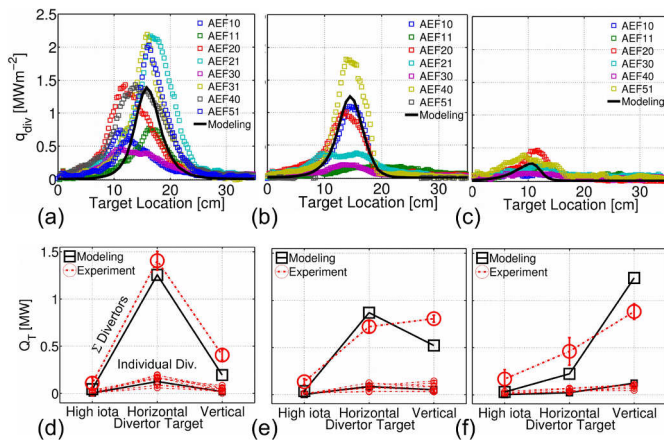 q_div [MWm-2]
2.5
2
1.5
1
0.5
0
AEF10
AEF11
AEF20
AEF21
AEF30
AEF31
AEF40
AEF51
Modeling
0 10 20 30
Target Location [cm]
(a)
AEF10
AEF11
AEF20
AEF21
AEF30
AEF40
AEF51
Modeling
0 10 20 30
Target Location [cm]
(b)
AEF10
AEF11
AEF20
AEF21
AEF30
AEF40
AEF51
Modeling
0 10 20 30
Target Location [cm]
(c)
Q_T [MW]
1.5
1
0.5
0
Modeling
Experiment
Σ Divertors
Individual Div.
High iota Horizontal Vertical
Divertor Target
(d)
Modeling
Experiment
High iota Horizontal Vertical
Divertor Target
(e)
Modeling
Experiment
High iota Horizontal Vertical
Divertor Target
(f)